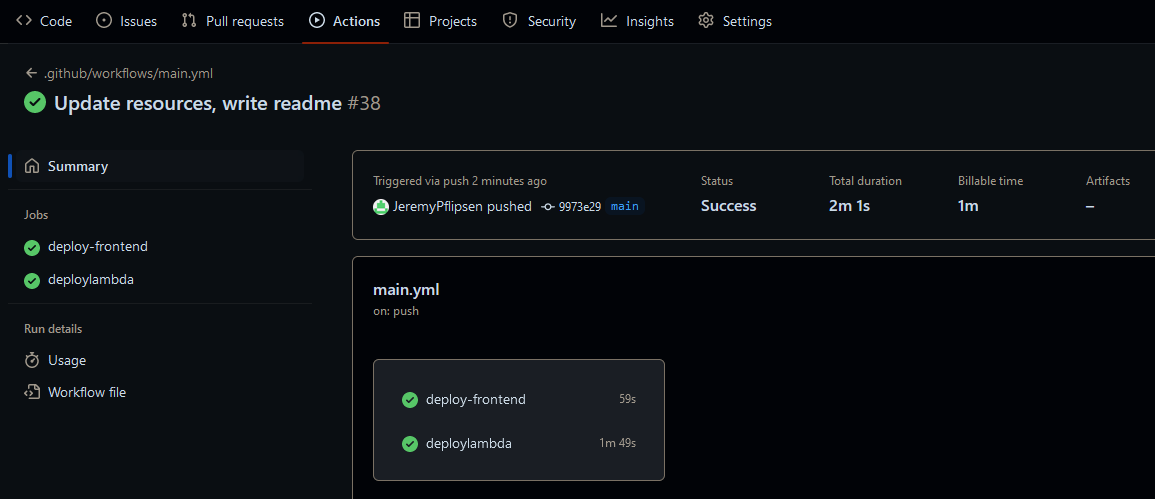 Code Issues Pull requests Actions Projects Security Insights Settings
.github/workflows/main.yml
Update resources, write readme #38
Summary
Jobs
deploy-frontend
deploylambda
Run details
Usage
Workflow file
Triggered via push 2 minutes ago
JeremyPflipsen pushed 9973e29 main
Status
Success
Total duration
2m 1s
Billable time
1m
Artifacts
–
main.yml
on: push
deploy-frontend 59s
deploylambda 1m 49s